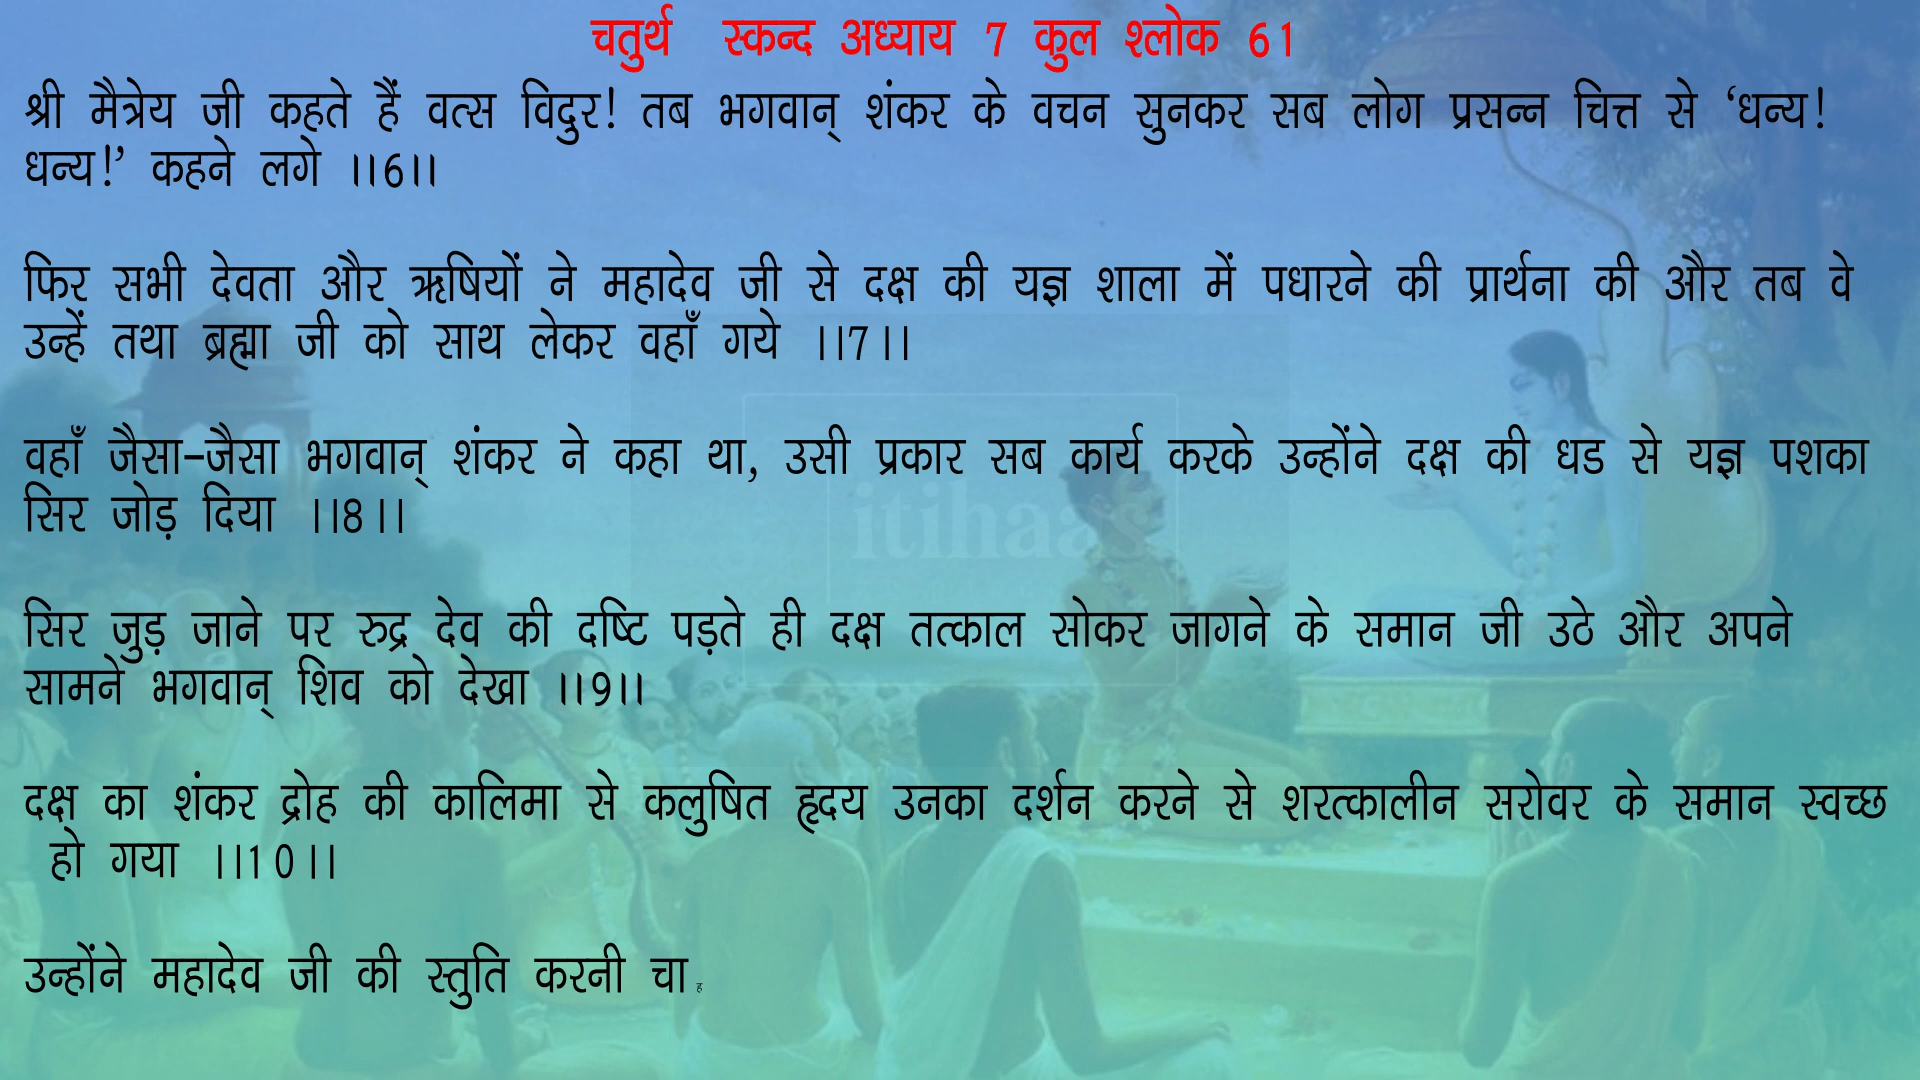 चतुर्थ स्कन्द अध्याय 7 कुल श्लोक 61
श्री मैत्रेय जी कहते हैं वत्स विदुर! तब भगवान् शंकर के वचन सुनकर सब लोग प्रसन्न चित्त से ‘धन्य!
धन्य!’ कहने लगे ।।6।।
फिर सभी देवता और ऋषियों ने महादेव जी से दक्ष की यज्ञ शाला में पधारने की प्रार्थना की और तब वे
उन्हें तथा ब्रह्मा जी को साथ लेकर वहाँ गये ।।7।।
वहाँ जैसा-जैसा भगवान् शंकर ने कहा था, उसी प्रकार सब कार्य करके उन्होंने दक्ष की धड से यज्ञ पशका
सिर जोड़ दिया ।।8।।
सिर जुड़ जाने पर रुद्र देव की दष्टि पड़ते ही दक्ष तत्काल सोकर जागने के समान जी उठे और अपने
सामने भगवान् शिव को देखा ।।9।।
दक्ष का शंकर द्रोह की कालिमा से कलुषित हृदय उनका दर्शन करने से शरत्कालीन सरोवर के समान स्वच्छ
हो गया ।।10।।
उन्होंने महादेव जी की स्तुति करनी चाह
itihaas